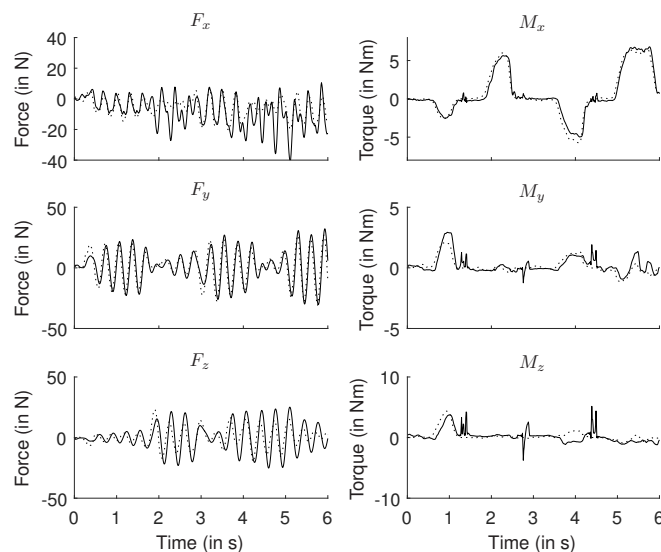 F_x
Force (in N)
40
20
0
-20
-40
M_x
Torque (in Nm)
5
0
-5
F_y
Force (in N)
50
0
-50
M_y
Torque (in Nm)
5
0
-5
F_z
Force (in N)
50
0
-50
0 1 2 3 4 5 6
Time (in s)
M_z
Torque (in Nm)
10
0
-10
0 1 2 3 4 5 6
Time (in s)